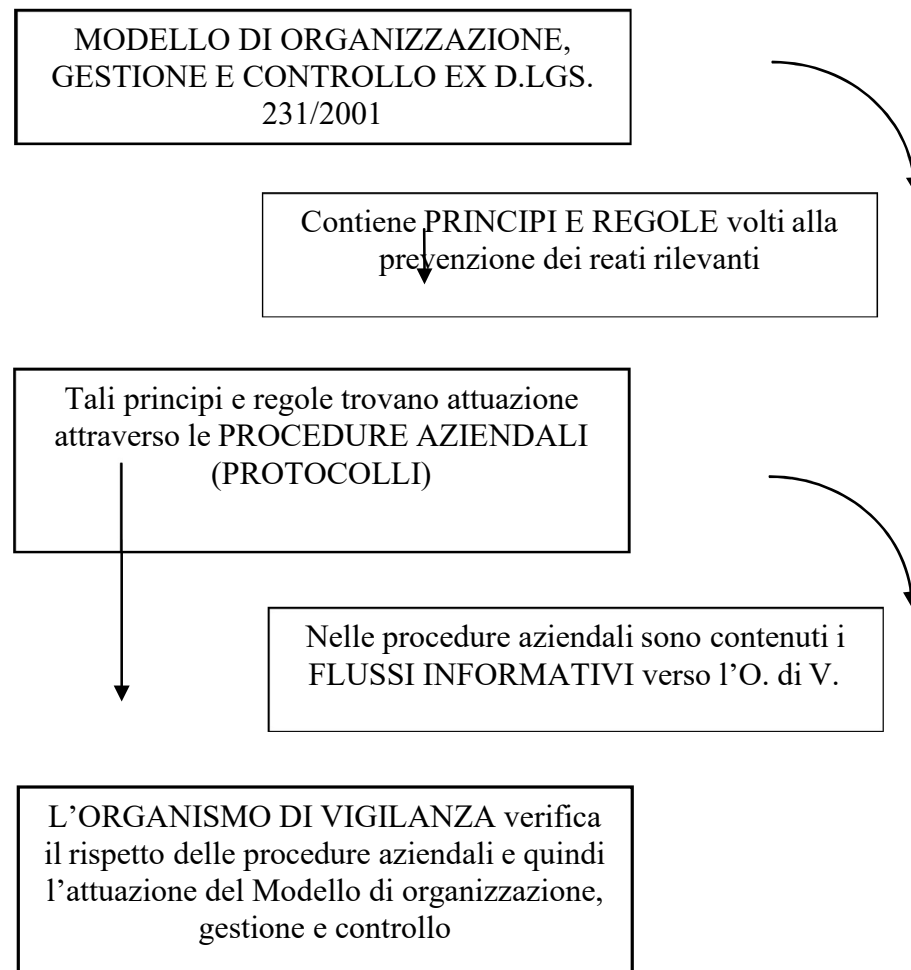 MODELLO DI ORGANIZZAZIONE,
GESTIONE E CONTROLLO EX D.LGS.
231/2001
Contiene PRINCIPI E REGOLE volti alla
prevenzione dei reati rilevanti
Tali principi e regole trovano attuazione
attraverso le PROCEDURE AZIENDALI
(PROTOCOLLI)
Nelle procedure aziendali sono contenuti i
FLUSSI INFORMATIVI verso l’O. di V.
L’ORGANISMO DI VIGILANZA verifica
il rispetto delle procedure aziendali e quindi
l’attuazione del Modello di organizzazione,
gestione e controllo